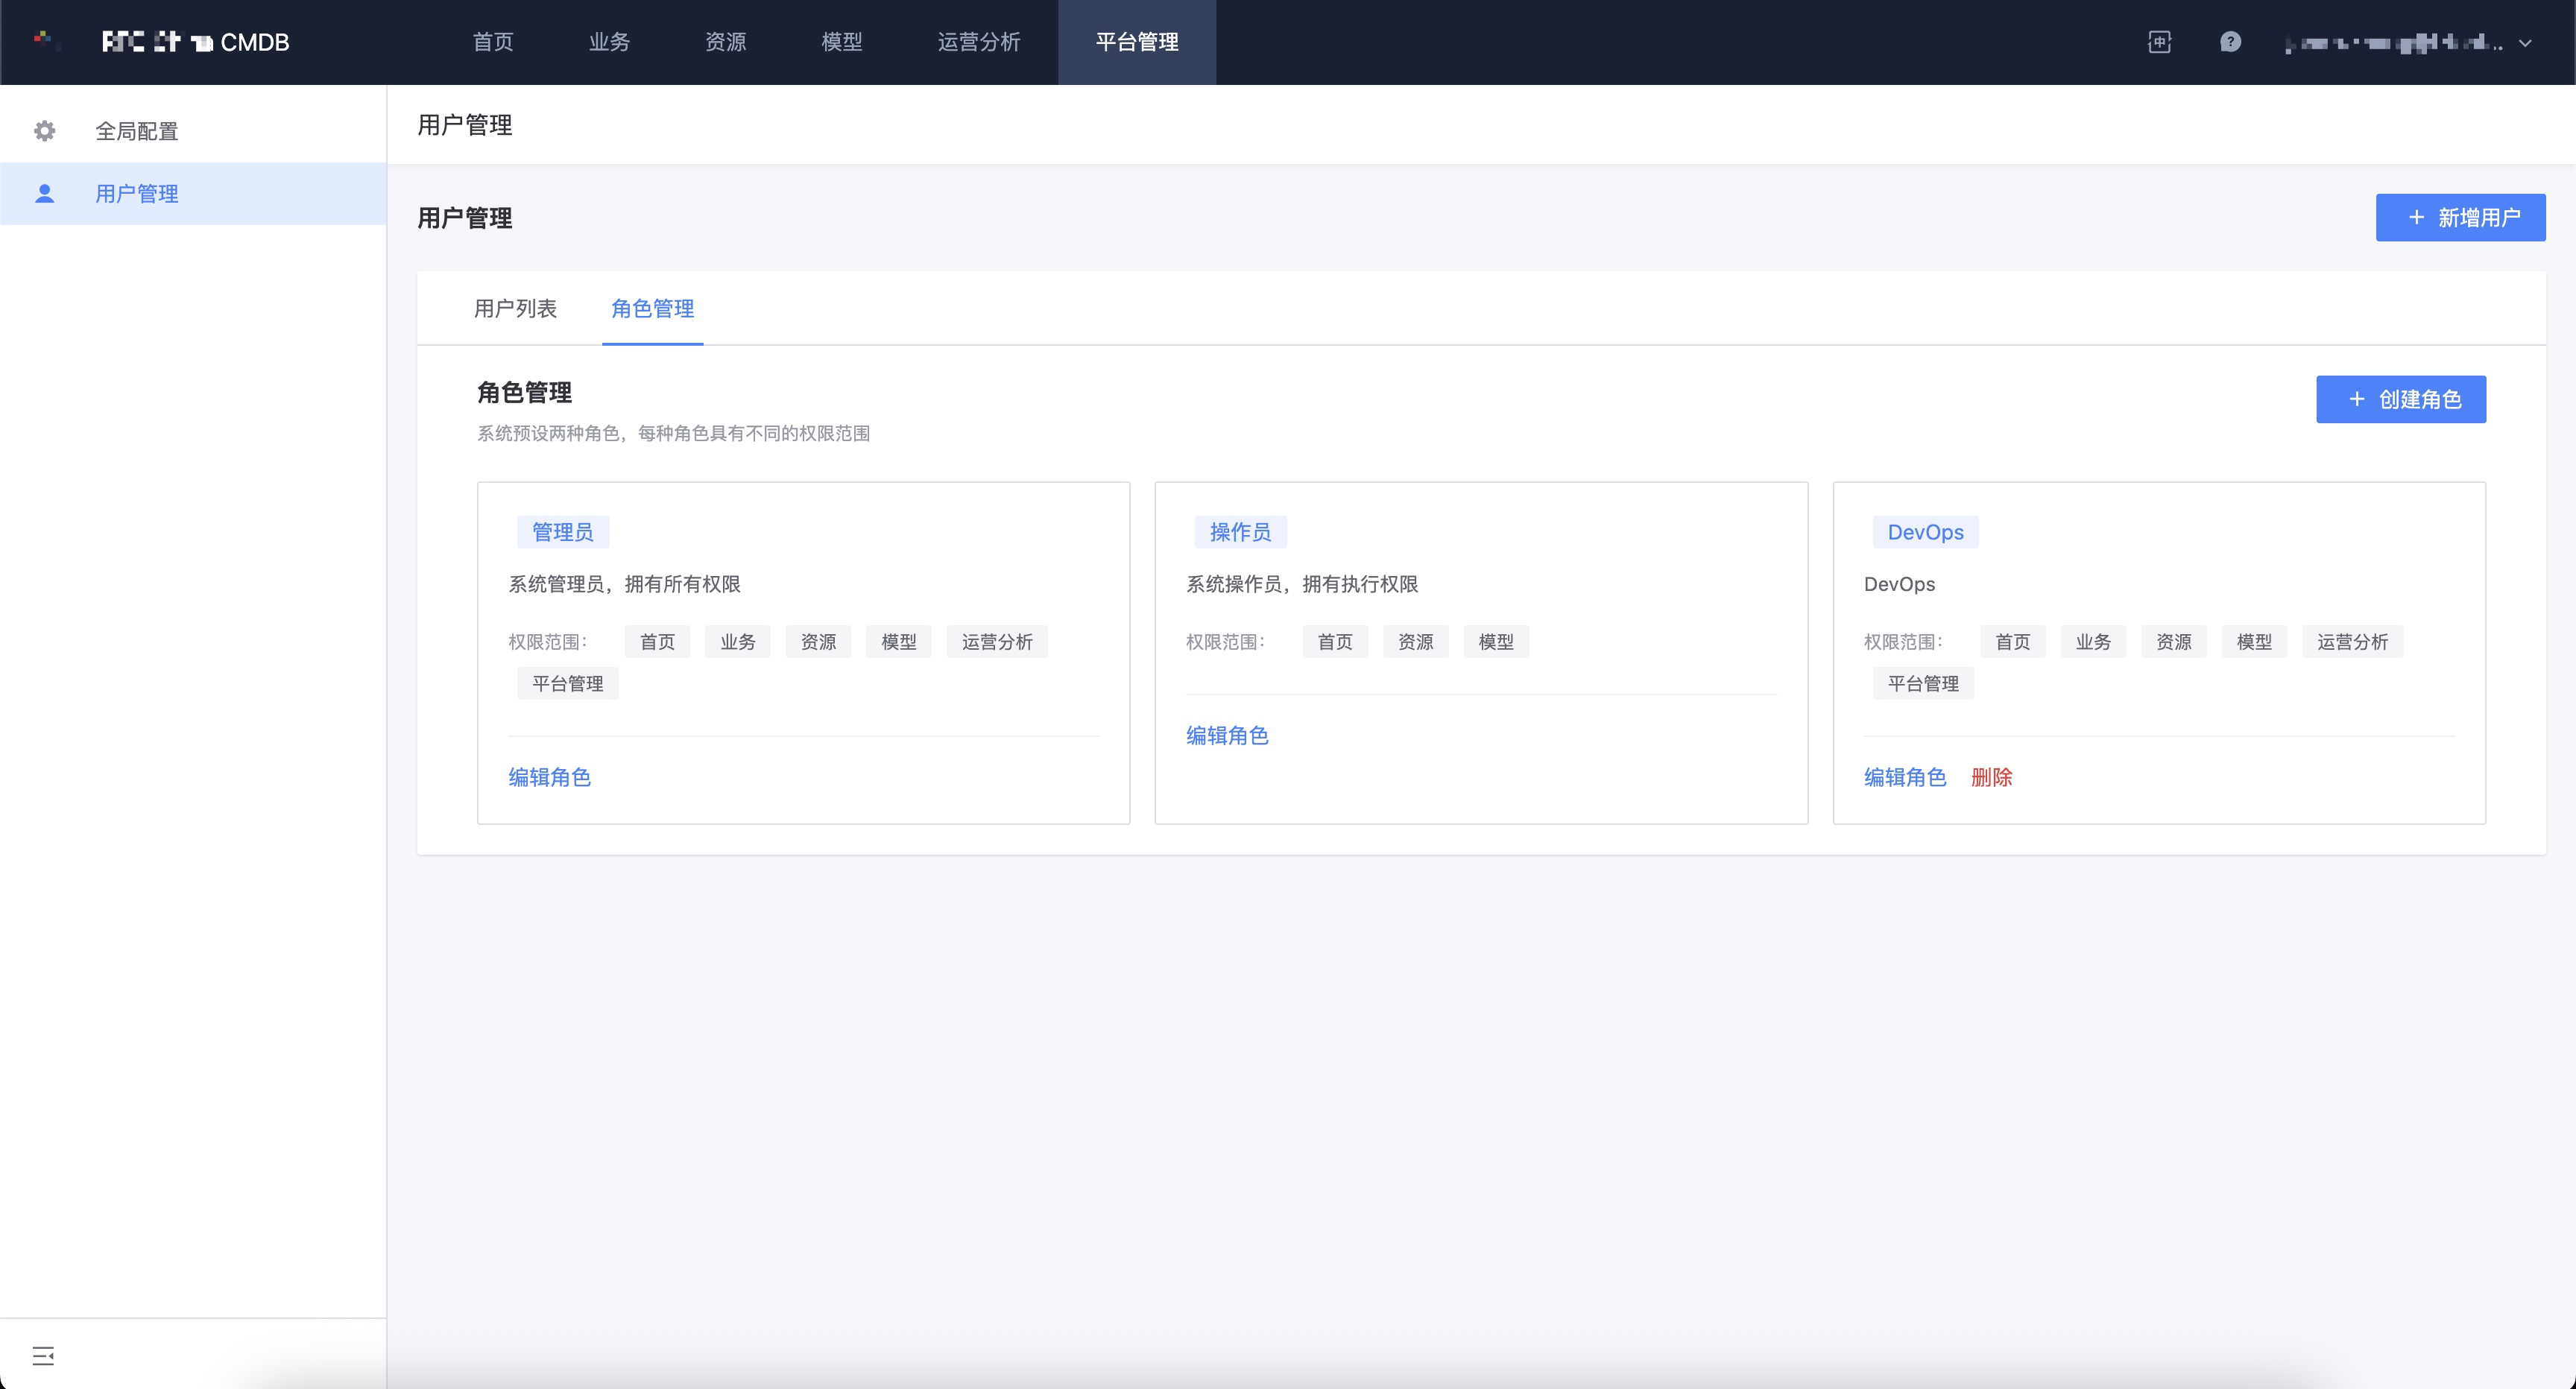 CMDB
首页 业务 资源 模型 运营分析 平台管理
中 ?
全局配置
用户管理
用户管理
用户管理
+ 新增用户
用户列表 角色管理
角色管理
+ 创建角色
系统预设两种角色，每种角色具有不同的权限范围
管理员
系统管理员，拥有所有权限
权限范围： 首页 业务 资源 模型 运营分析
平台管理
编辑角色
操作员
系统操作员，拥有执行权限
权限范围： 首页 资源 模型
编辑角色
DevOps
DevOps
权限范围： 首页 业务 资源 模型 运营分析
平台管理
编辑角色 删除